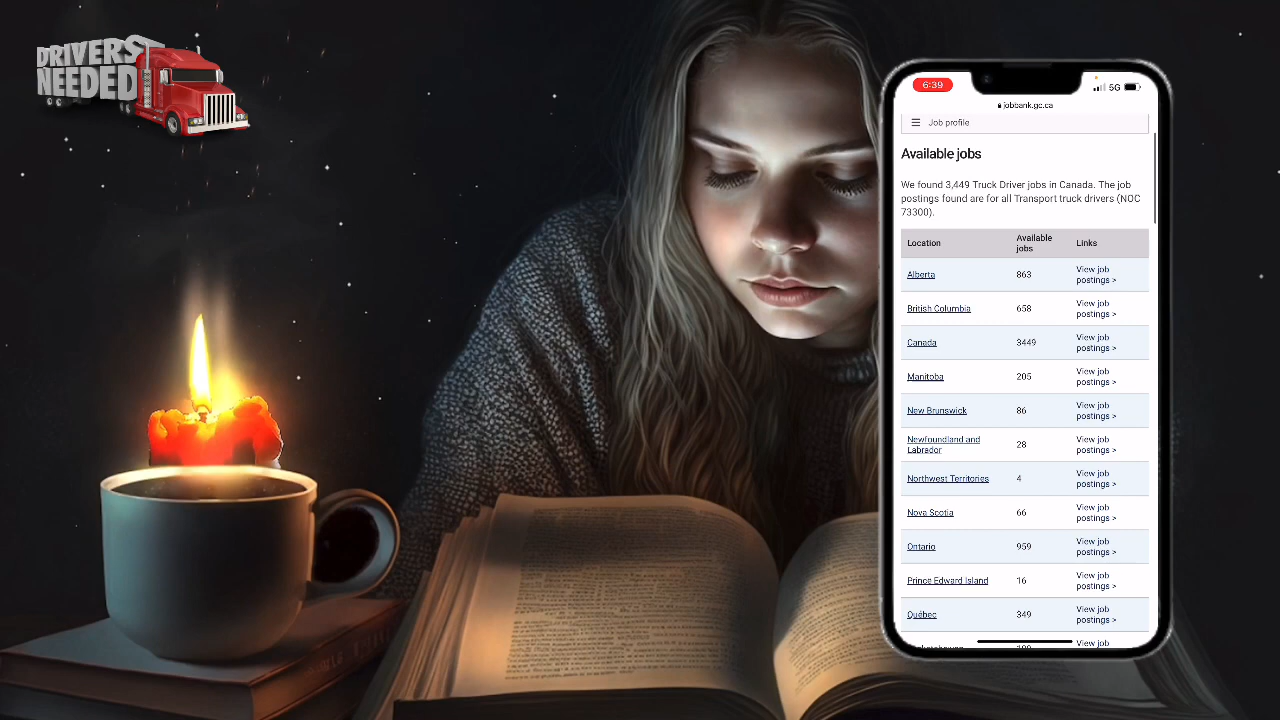 DRIVERS
NEEDED
6:39
5G
jobbank.gc.ca
Job profile
Available jobs
We found 3,449 Truck Driver jobs in Canada. The job
postings found are for all Transport truck drivers (NOC
73300).
Location Available jobs Links
Alberta 863 View job postings >
British Columbia 658 View job postings >
Canada 3449 View job postings >
Manitoba 205 View job postings >
New Brunswick 86 View job postings >
Newfoundland and Labrador 28 View job postings >
Northwest Territories 4 View job postings >
Nova Scotia 66 View job postings >
Ontario 959 View job postings >
Prince Edward Island 16 View job postings >
Québec 349 View job postings >
View job